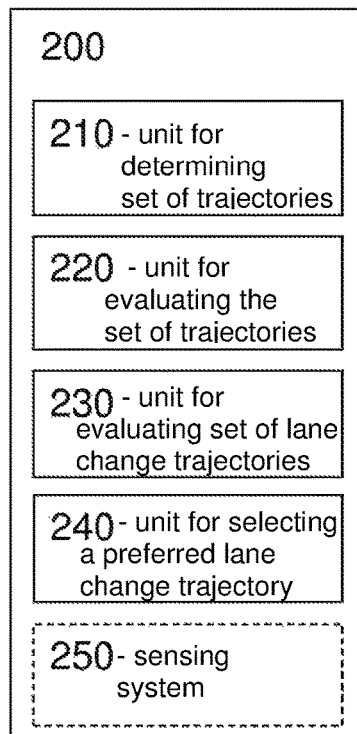 200
210 - unit for
determining
set of trajectories
220 - unit for
evaluating the
set of trajectories
230 - unit for
evaluating set of lane
change trajectories
240 - unit for selecting
a preferred lane
change trajectory
250 - sensing
system